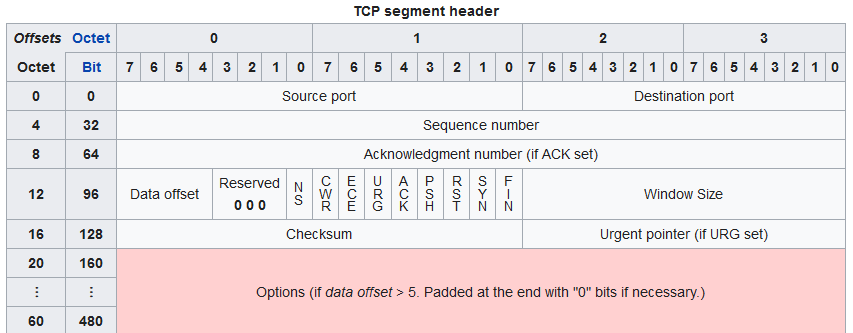 TCP segment header
Offsets Octet 0 1 2 3
Octet Bit 7 6 5 4 3 2 1 0 7 6 5 4 3 2 1 0 7 6 5 4 3 2 1 0 7 6 5 4 3 2 1 0
0 0 Source port Destination port
4 32 Sequence number
8 64 Acknowledgment number (if ACK set)
12 96 Data offset Reserved 0 0 0 NS CWR ECE URG ACK PSH RST SYN FIN Window Size
16 128 Checksum Urgent pointer (if URG set)
20 160
⋮ ⋮ Options (if data offset > 5. Padded at the end with "0" bits if necessary.)
60 480